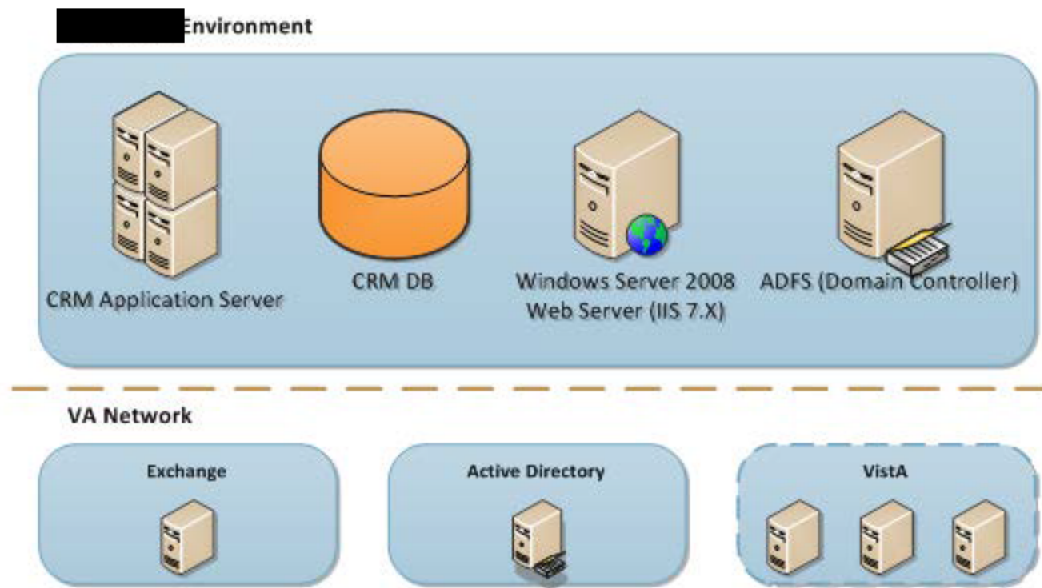 Environment
CRM Application Server
CRM DB
Windows Server 2008
Web Server (IIS 7.X)
ADFS (Domain Controller)
VA Network
Exchange
Active Directory
VistA